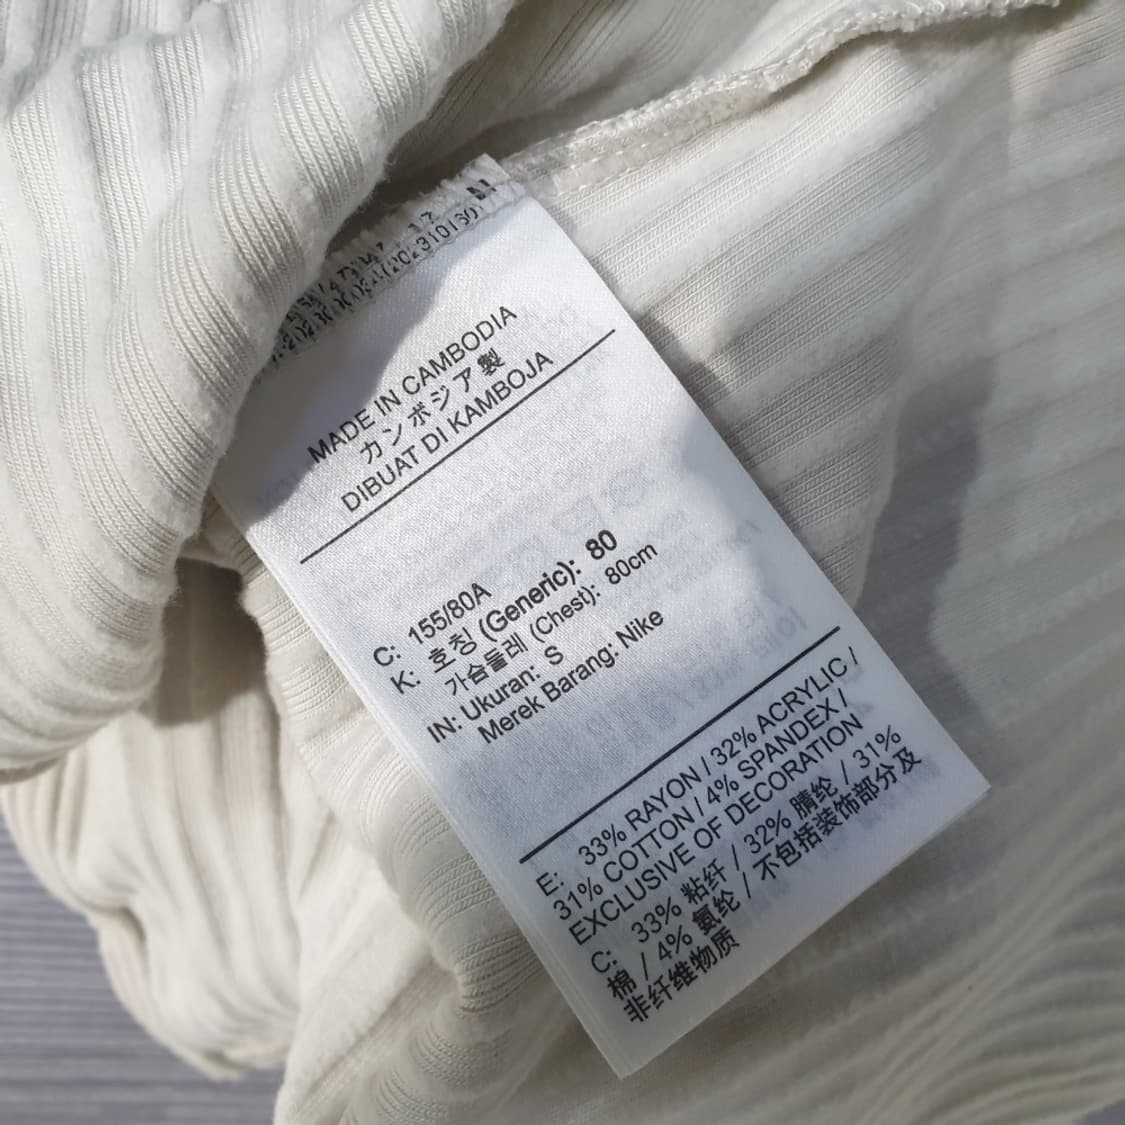 MADE IN CAMBODIA
カンボジア製
DIBUAT DI KAMBOJA
C: 155/80A
K: 호칭 (Generic): 80
가슴둘레 (Chest): 80cm
IN: Ukuran: S
Merek Barang: Nike
E: 33% RAYON / 32% ACRYLIC /
31% COTTON / 4% SPANDEX /
EXCLUSIVE OF DECORATION
C: 33% 粘纤 / 32% 腈纶 / 31%
棉 / 4% 氨纶 / 不包括装饰部分及
非纤维物质